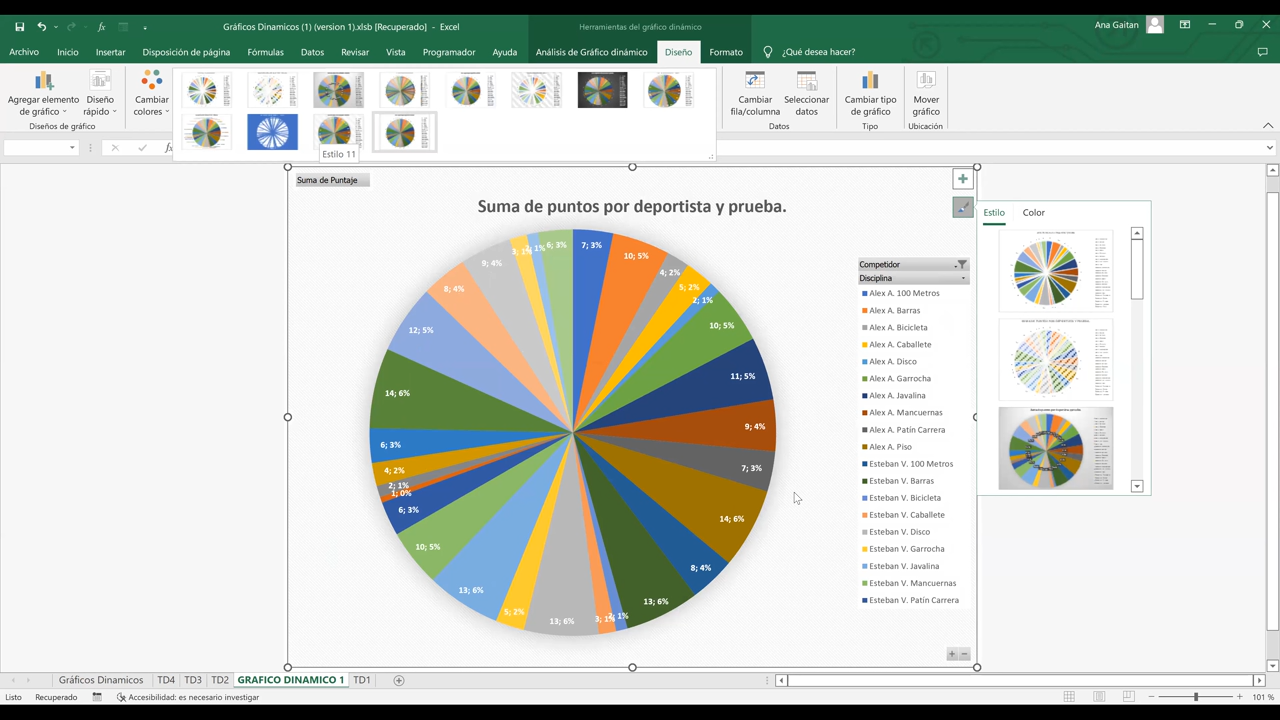 Gráficos Dinamicos (1) (version 1).xlsb [Recuperado] - Excel
Herramientas del gráfico dinámico
Ana Gaitan
Archivo Inicio Insertar Disposición de página Fórmulas Datos Revisar Vista Programador Ayuda Análisis de Gráfico dinámico Diseño Formato ¿Qué desea hacer?
Agregar elemento de gráfico
Diseño rápido
Cambiar colores
Cambiar fila/columna
Seleccionar datos
Cambiar tipo de gráfico
Mover gráfico
Diseños de gráfico
Datos
Tipo
Ubicación
Estilo 11
Suma de Puntaje
Suma de puntos por deportista y prueba.
7; 3%
10; 5%
4; 2%
5; 2%
2; 1%
10; 5%
11; 5%
9; 4%
7; 3%
14; 6%
8; 4%
13; 6%
2; 1%
3; 1%
13; 6%
5; 2%
13; 6%
10; 5%
6; 3%
1; 0%
2; 1%
4; 2%
6; 3%
14; 6%
12; 5%
8; 4%
9; 4%
3; 1%
6; 3%
Competidor
Disciplina
Alex A. 100 Metros
Alex A. Barras
Alex A. Bicicleta
Alex A. Caballete
Alex A. Disco
Alex A. Garrocha
Alex A. Javalina
Alex A. Mancuernas
Alex A. Patín Carrera
Alex A. Piso
Esteban V. 100 Metros
Esteban V. Barras
Esteban V. Bicicleta
Esteban V. Caballete
Esteban V. Disco
Esteban V. Garrocha
Esteban V. Javalina
Esteban V. Mancuernas
Esteban V. Patín Carrera
Estilo Color
Gráficos Dinamicos TD4 TD3 TD2 GRAFICO DINAMICO 1 TD1
Listo Recuperado Accesibilidad: es necesario investigar
101 %